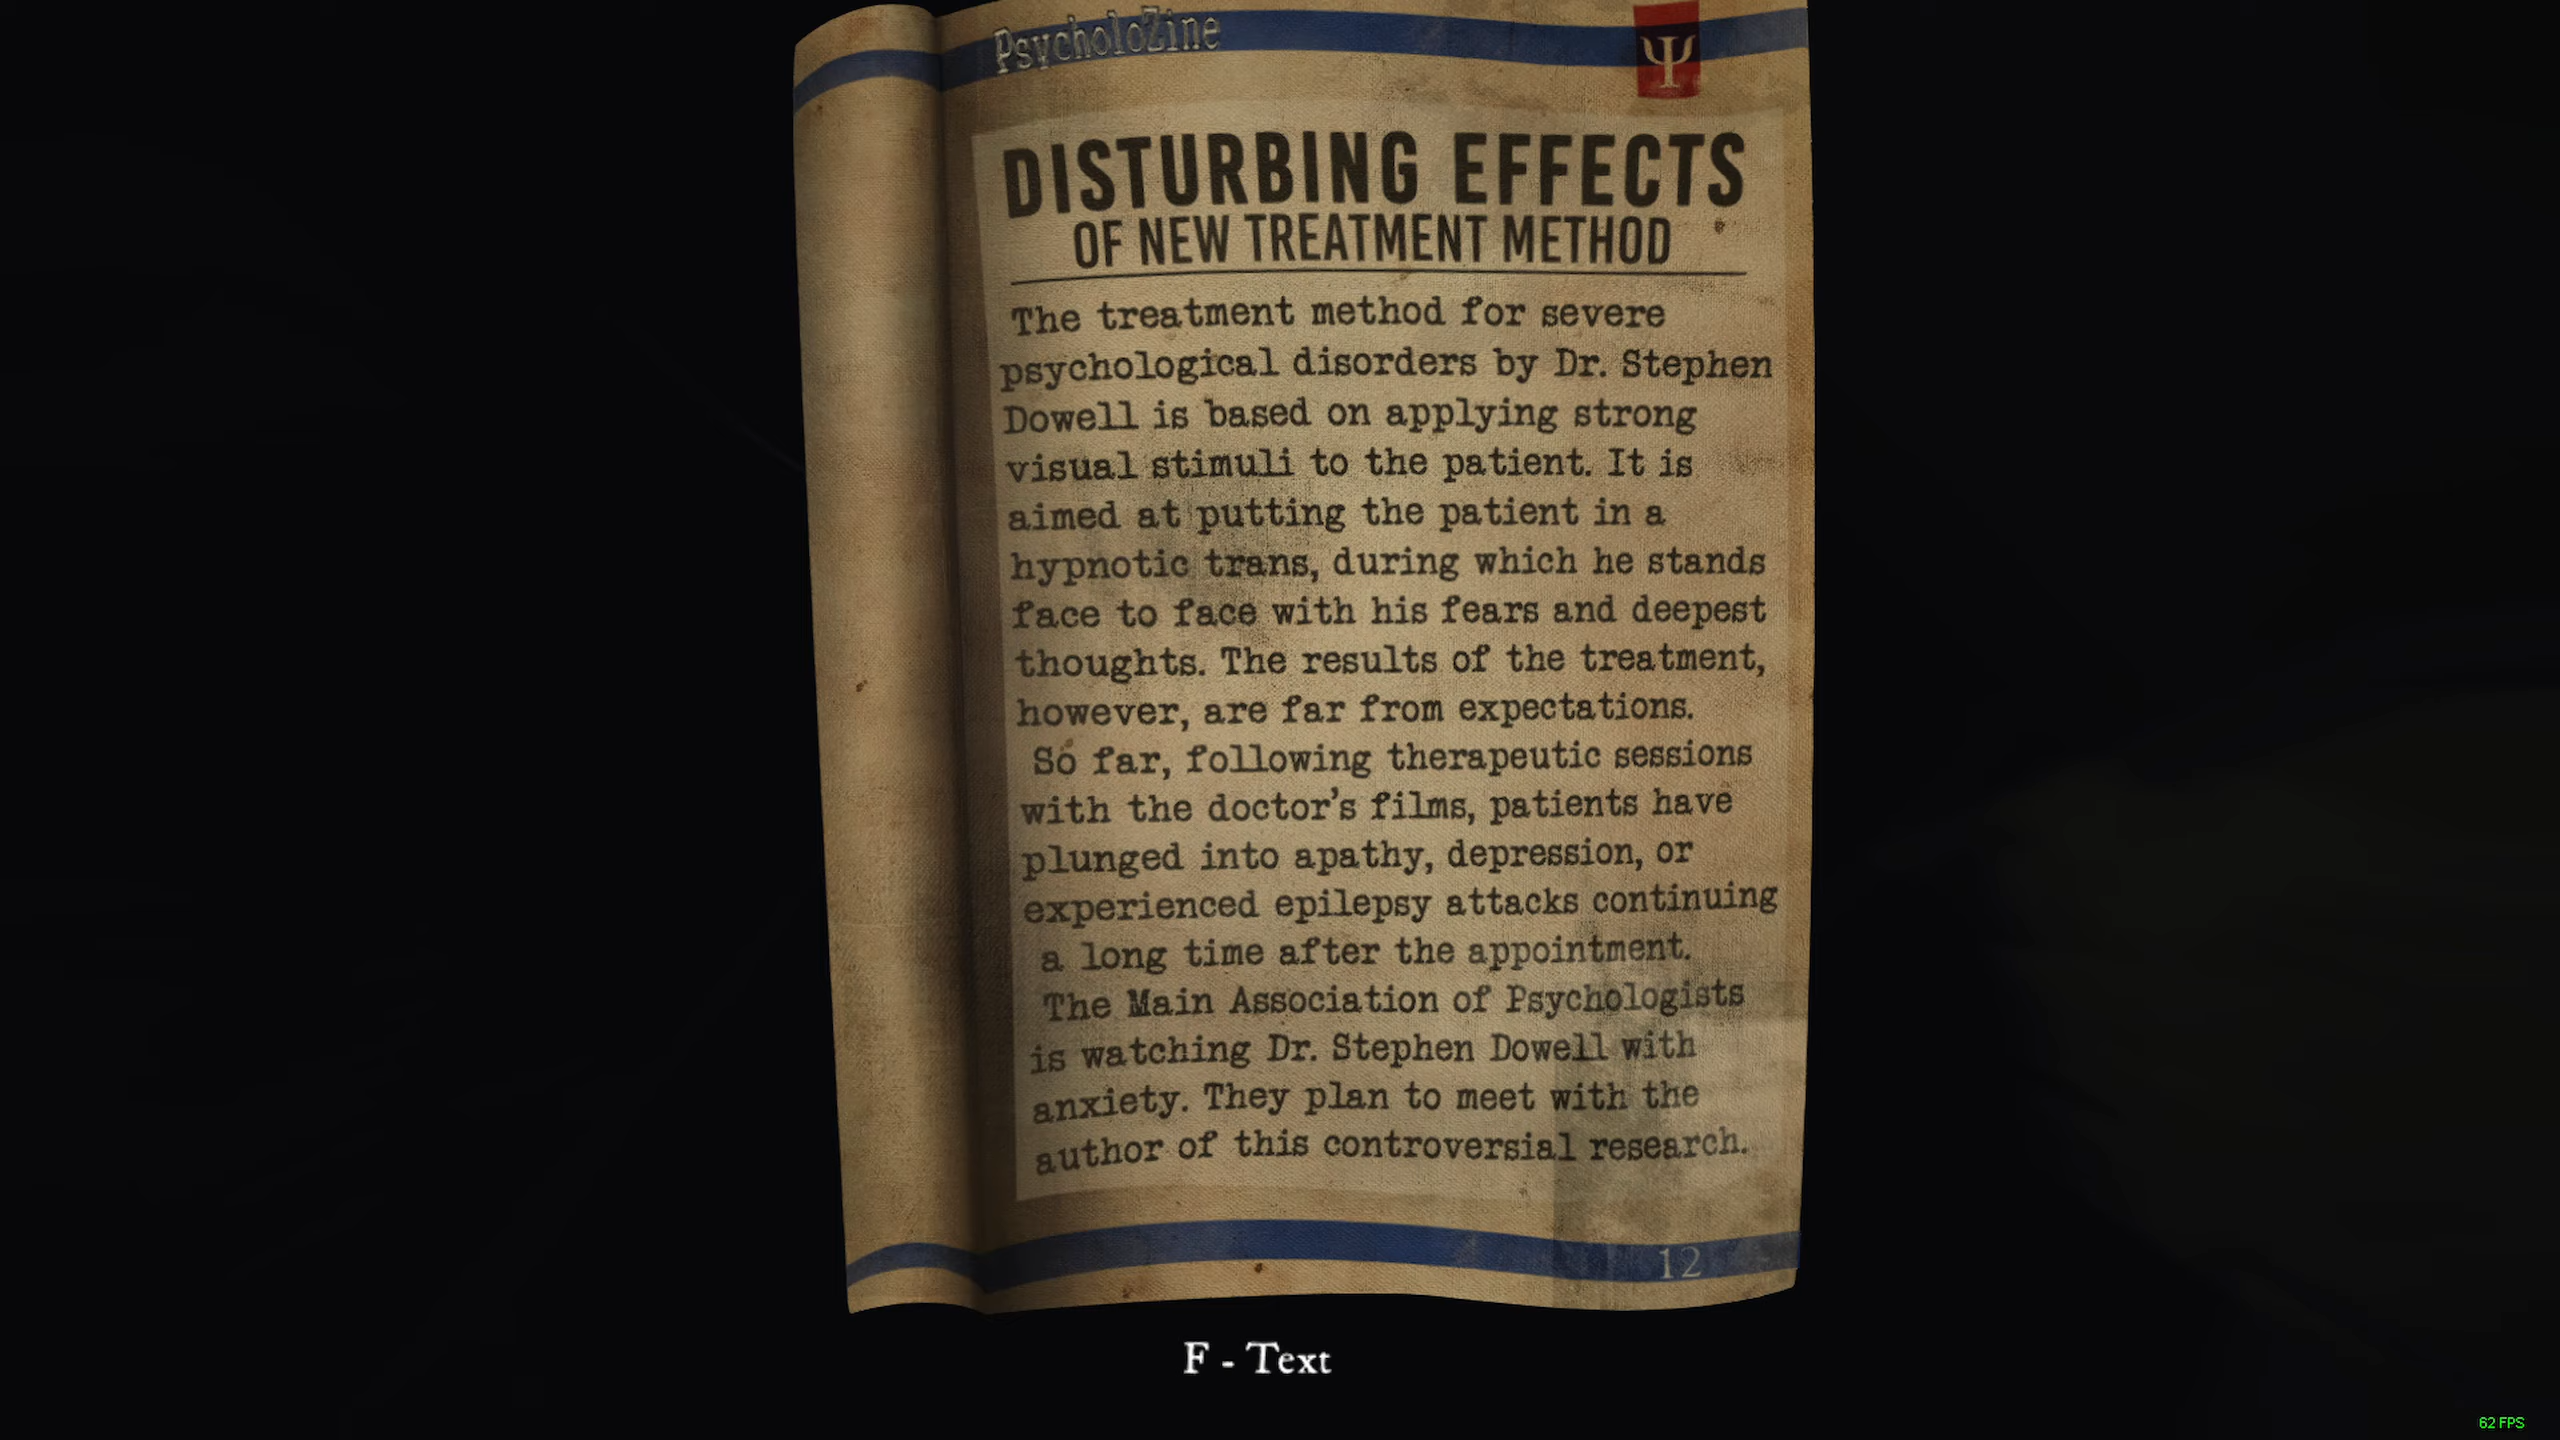 PsycholoZine
Ψ
DISTURBING EFFECTS
OF NEW TREATMENT METHOD
The treatment method for severe
psychological disorders by Dr. Stephen
Dowell is based on applying strong
visual stimuli to the patient. It is
aimed at putting the patient in a
hypnotic trans, during which he stands
face to face with his fears and deepest
thoughts. The results of the treatment,
however, are far from expectations.
So far, following therapeutic sessions
with the doctor's films, patients have
plunged into apathy, depression, or
experienced epilepsy attacks continuing
a long time after the appointment.
The Main Association of Psychologists
is watching Dr. Stephen Dowell with
anxiety. They plan to meet with the
author of this controversial research.
12
F - Text
62 FPS